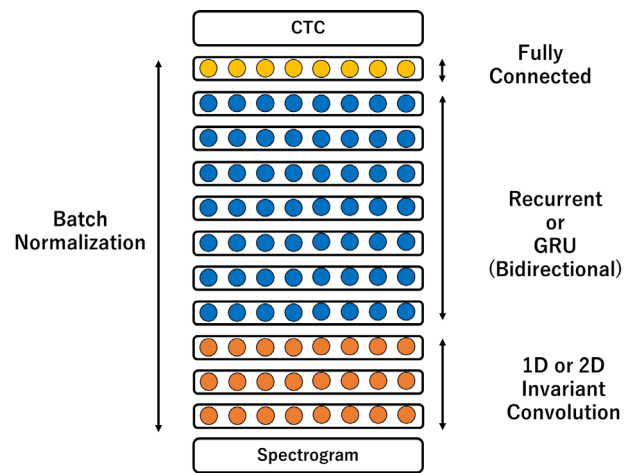 CTC
Fully
Connected
Batch
Normalization
Recurrent
or
GRU
(Bidirectional)
1D or 2D
Invariant
Convolution
Spectrogram